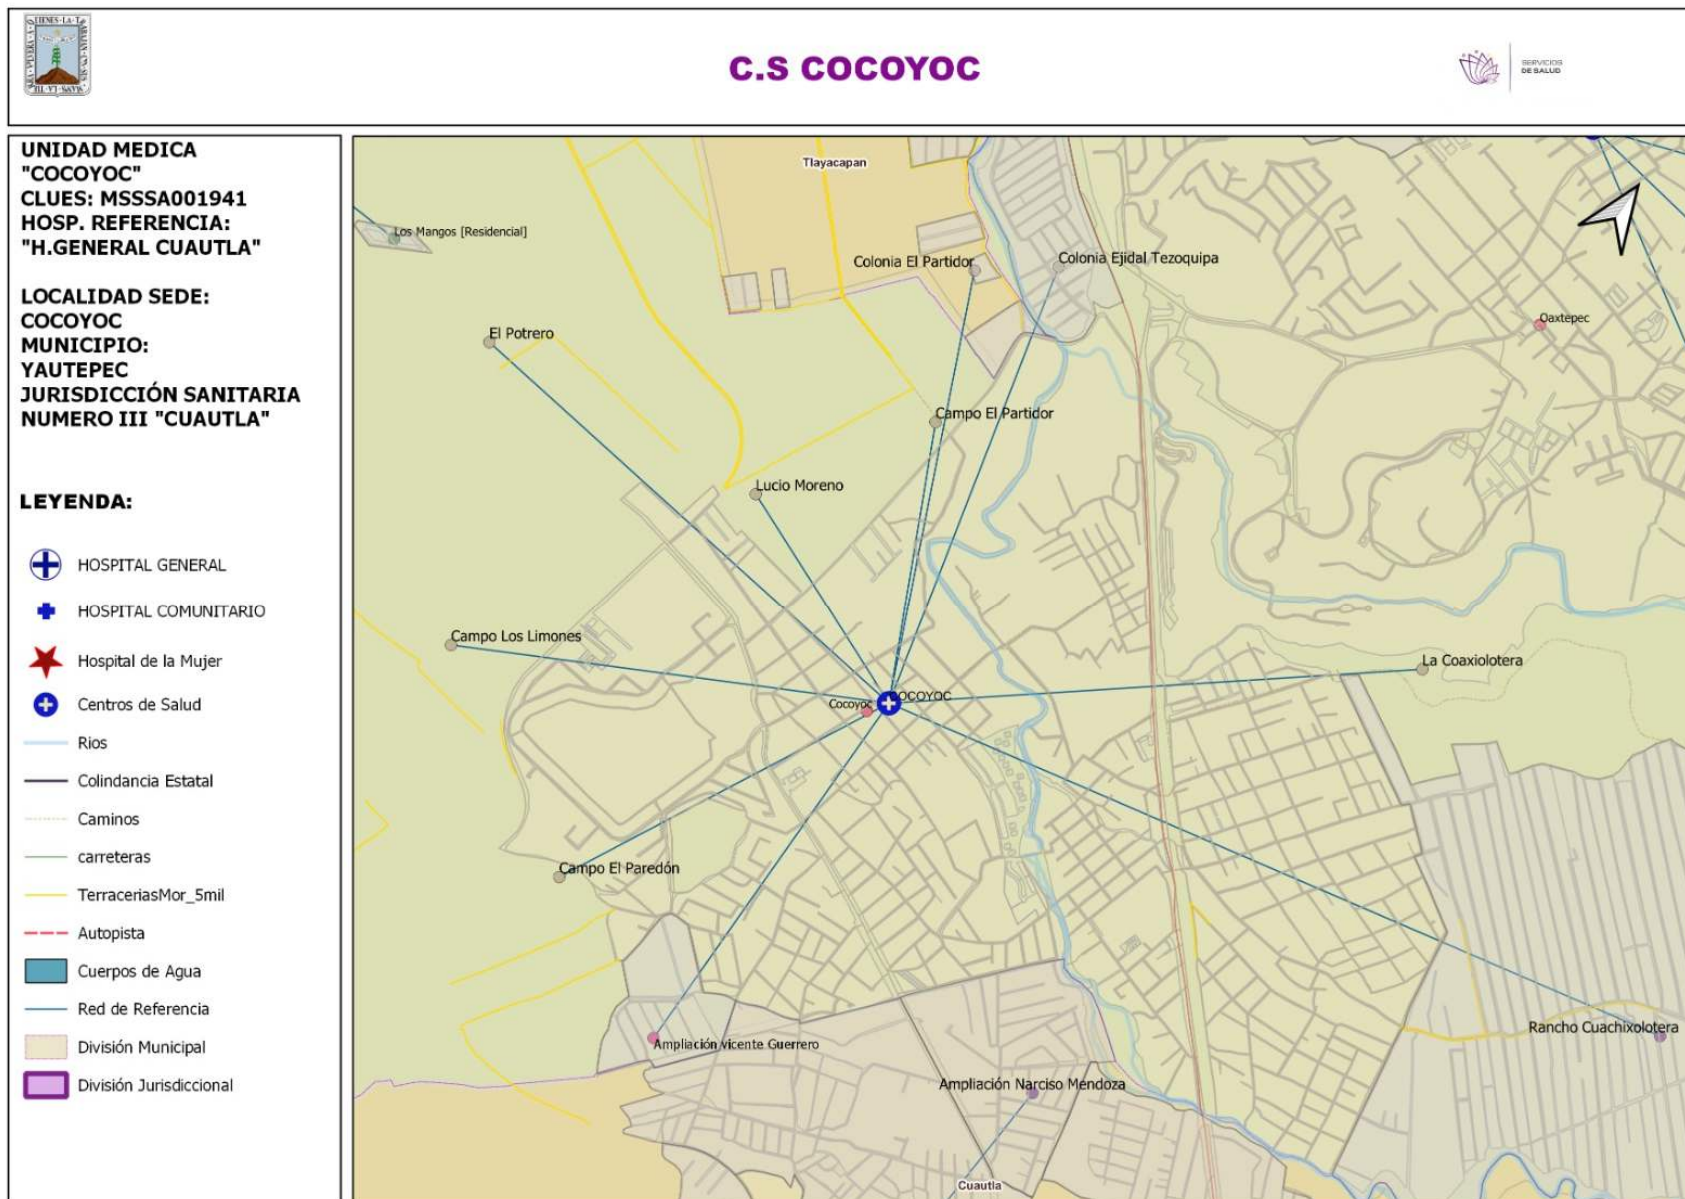 C.S COCOYOC
SERVICIOS
DE SALUD
UNIDAD MEDICA
"COCOYOC"
CLUES: MSSSA001941
HOSP. REFERENCIA:
"H.GENERAL CUAUTLA"
LOCALIDAD SEDE:
COCOYOC
MUNICIPIO:
YAUTEPEC
JURISDICCIÓN SANITARIA
NUMERO III "CUAUTLA"
LEYENDA:
HOSPITAL GENERAL
HOSPITAL COMUNITARIO
Hospital de la Mujer
Centros de Salud
Rios
Colindancia Estatal
Caminos
carreteras
TerraceriasMor_5mil
Autopista
Cuerpos de Agua
Red de Referencia
División Municipal
División Jurisdiccional
Tlayacapan
Los Mangos [Residencial]
Colonia El Partidor
Colonia Ejidal Tezoquipa
Oaxtepec
El Potrero
Campo El Partidor
Lucio Moreno
Campo Los Limones
La Coaxiolotera
COCOYOC
Cocoyoc
Campo El Paredón
Rancho Cuachixolotera
Ampliación vicente Guerrero
Ampliación Narciso Mendoza
Cuautla